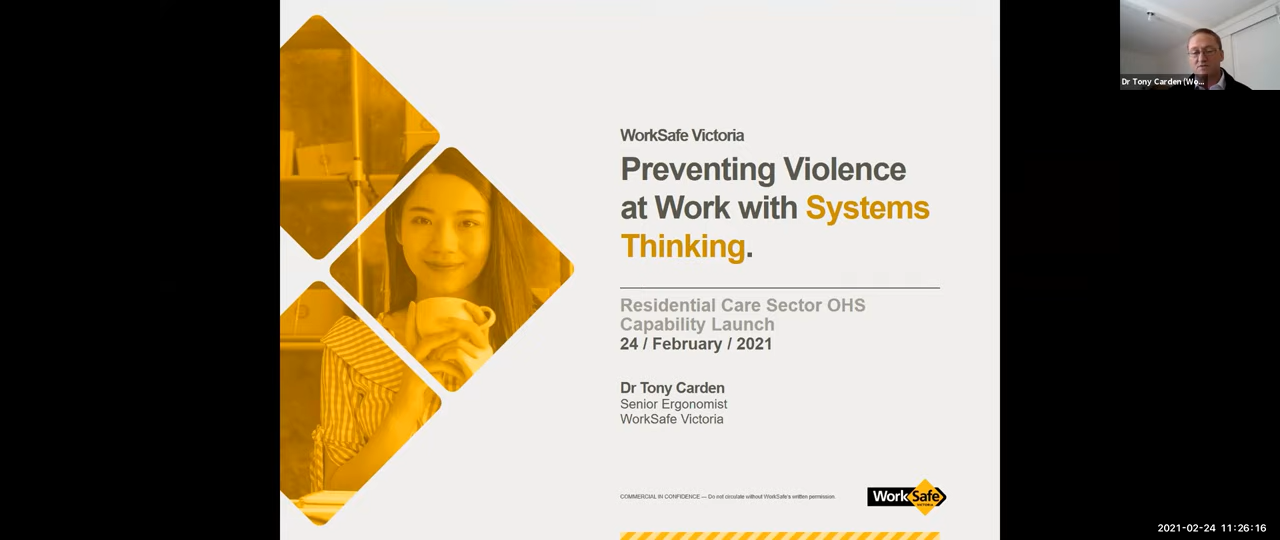 Dr Tony Carden (Wo...
WorkSafe Victoria
Preventing Violence
at Work with Systems
Thinking.
Residential Care Sector OHS
Capability Launch
24 / February / 2021
Dr Tony Carden
Senior Ergonomist
WorkSafe Victoria
COMMERCIAL IN CONFIDENCE — Do not circulate without WorkSafe's written permission.
WorkSafe
VICTORIA
2021-02-24 11:26:16